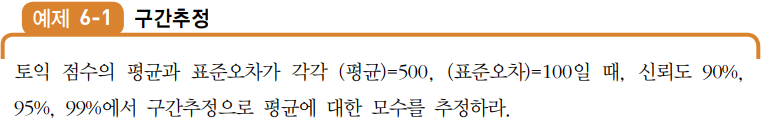 예제 6-1 구간추정
토익 점수의 평균과 표준오차가 각각 (평균)=500, (표준오차)=100일 때, 신뢰도 90%,
95%, 99%에서 구간추정으로 평균에 대한 모수를 추정하라.